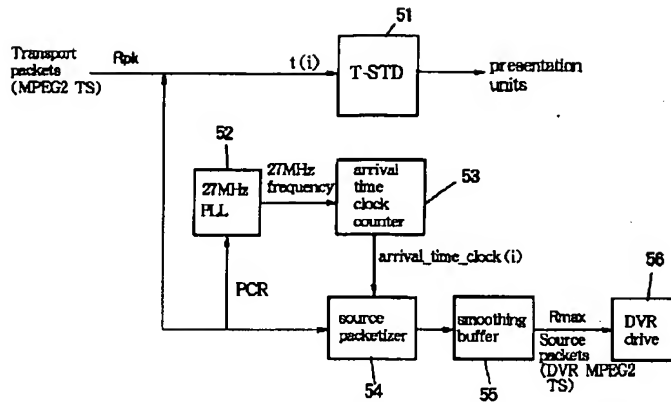 51
Transport
packets
(MPEG2 TS)
Rpk
t(i)
T-STD
presentation
units
52
27MHz
PLL
27MHz
frequency
arrival
time
clock
counter
53
arrival_time_clock(i)
PCR
source
packetizer
54
smoothing
buffer
55
Rmax
Source
packets
(DVR MPEG2
TS)
56
DVR
drive